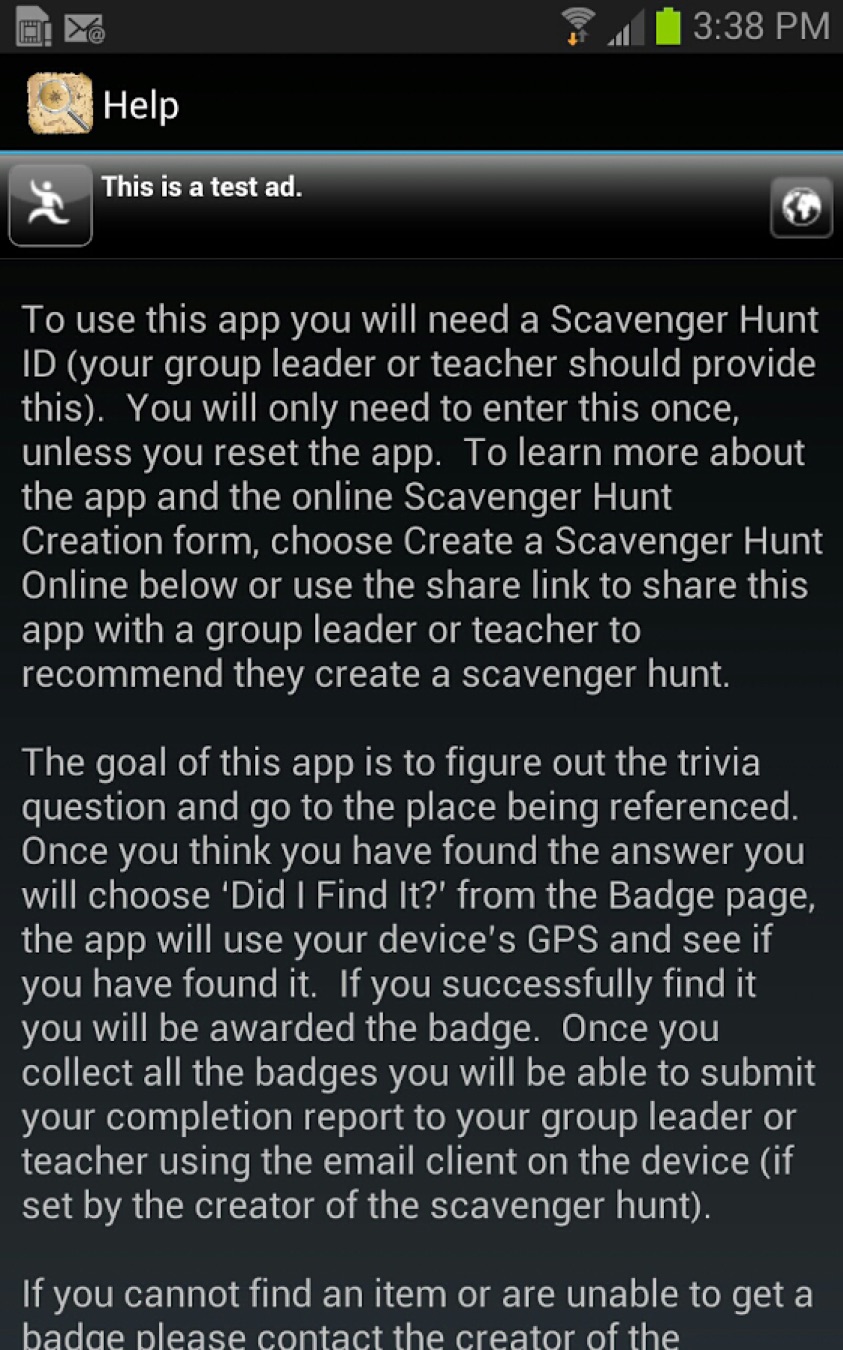 3:38 PM
Help
This is a test ad.
To use this app you will need a Scavenger Hunt
ID (your group leader or teacher should provide
this).  You will only need to enter this once,
unless you reset the app.  To learn more about
the app and the online Scavenger Hunt
Creation form, choose Create a Scavenger Hunt
Online below or use the share link to share this
app with a group leader or teacher to
recommend they create a scavenger hunt.
The goal of this app is to figure out the trivia
question and go to the place being referenced.
Once you think you have found the answer you
will choose ‘Did I Find It?’ from the Badge page,
the app will use your device's GPS and see if
you have found it.  If you successfully find it
you will be awarded the badge.  Once you
collect all the badges you will be able to submit
your completion report to your group leader or
teacher using the email client on the device (if
set by the creator of the scavenger hunt).
If you cannot find an item or are unable to get a
badge please contact the creator of the